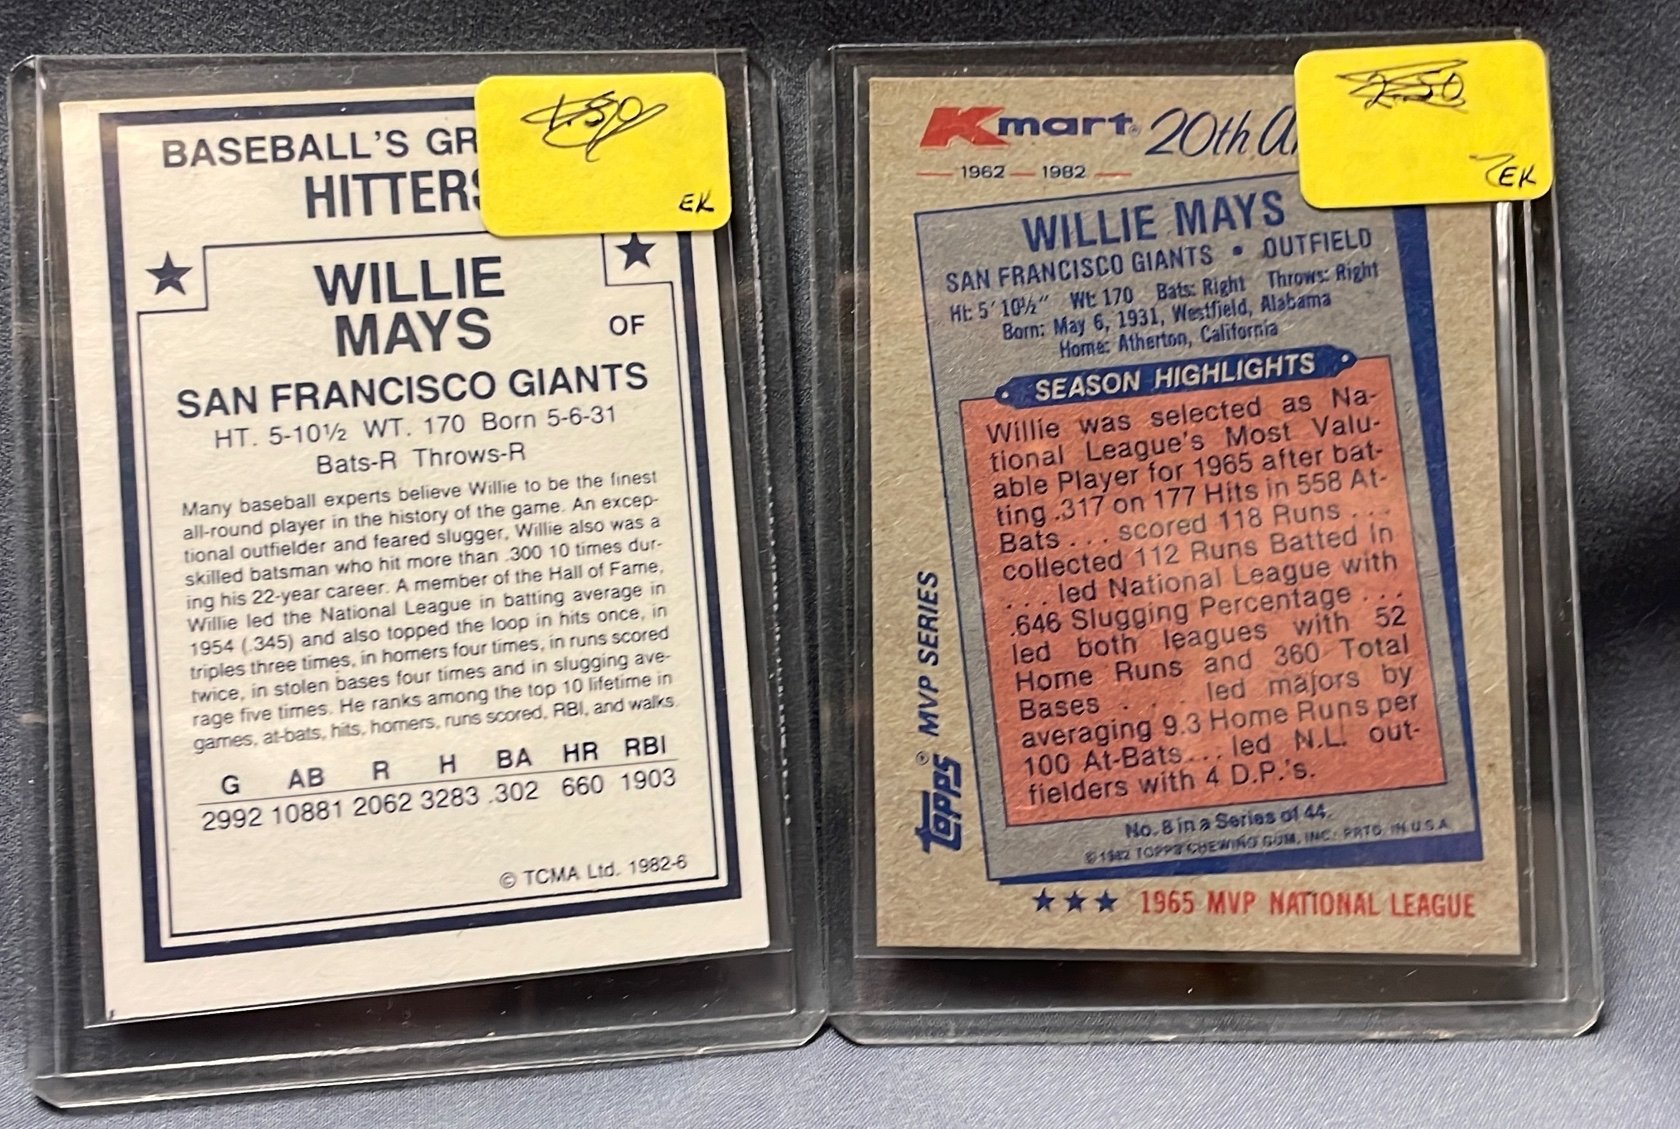 1.50
EK
BASEBALL'S GR
HITTERS
WILLIE
MAYS
OF
SAN FRANCISCO GIANTS
HT. 5-10½ WT. 170 Born 5-6-31
Bats-R Throws-R
Many baseball experts believe Willie to be the finest
all-round player in the history of the game. An excep-
tional outfielder and feared slugger, Willie also was a
skilled batsman who hit more than .300 10 times dur-
ing his 22-year career. A member of the Hall of Fame,
Willie led the National League in batting average in
1954 (.345) and also topped the loop in hits once, in
triples three times, in homers four times, in runs scored
twice, in stolen bases four times and in slugging ave-
rage five times. He ranks among the top 10 lifetime in
games, at-bats, hits, homers, runs scored, RBI, and walks.
G AB R H BA HR RBI
2992 10881 2062 3283 .302 660 1903
© TCMA Ltd. 1982-6
2.50
EK
Kmart® 20th A
1962 — 1982
WILLIE MAYS
SAN FRANCISCO GIANTS • OUTFIELD
Ht: 5' 10½" Wt: 170 Bats: Right Throws: Right
Born: May 6, 1931, Westfield, Alabama
Home: Atherton, California
SEASON HIGHLIGHTS
Willie was selected as Na-
tional League's Most Valu-
able Player for 1965 after bat-
ting .317 on 177 Hits in 558 At-
Bats . . . scored 118 Runs . . .
collected 112 Runs Batted in
. . . led National League with
.646 Slugging Percentage . . .
led both leagues with 52
Home Runs and 360 Total
Bases . . . led majors by
averaging 9.3 Home Runs per
100 At-Bats . . . led N.L. out-
fielders with 4 D.P.'s.
No. 8 in a Series of 44.
©1982 TOPPS CHEWING GUM, INC. PRTD. IN U.S.A.
★★★ 1965 MVP NATIONAL LEAGUE
TOPPS® MVP SERIES